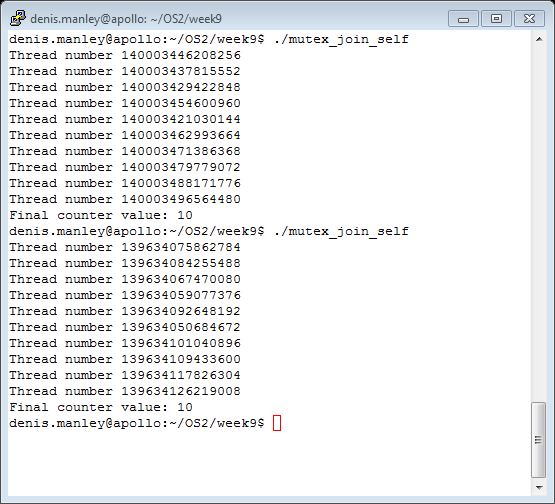 denis.manley@apollo: ~/OS2/week9
denis.manley@apollo:~/OS2/week9$ ./mutex_join_self
Thread number 140003446208256
Thread number 140003437815552
Thread number 140003429422848
Thread number 140003454600960
Thread number 140003421030144
Thread number 140003462993664
Thread number 140003471386368
Thread number 140003479779072
Thread number 140003488171776
Thread number 140003496564480
Final counter value: 10
denis.manley@apollo:~/OS2/week9$ ./mutex_join_self
Thread number 139634075862784
Thread number 139634084255488
Thread number 139634067470080
Thread number 139634059077376
Thread number 139634092648192
Thread number 139634050684672
Thread number 139634101040896
Thread number 139634109433600
Thread number 139634117826304
Thread number 139634126219008
Final counter value: 10
denis.manley@apollo:~/OS2/week9$